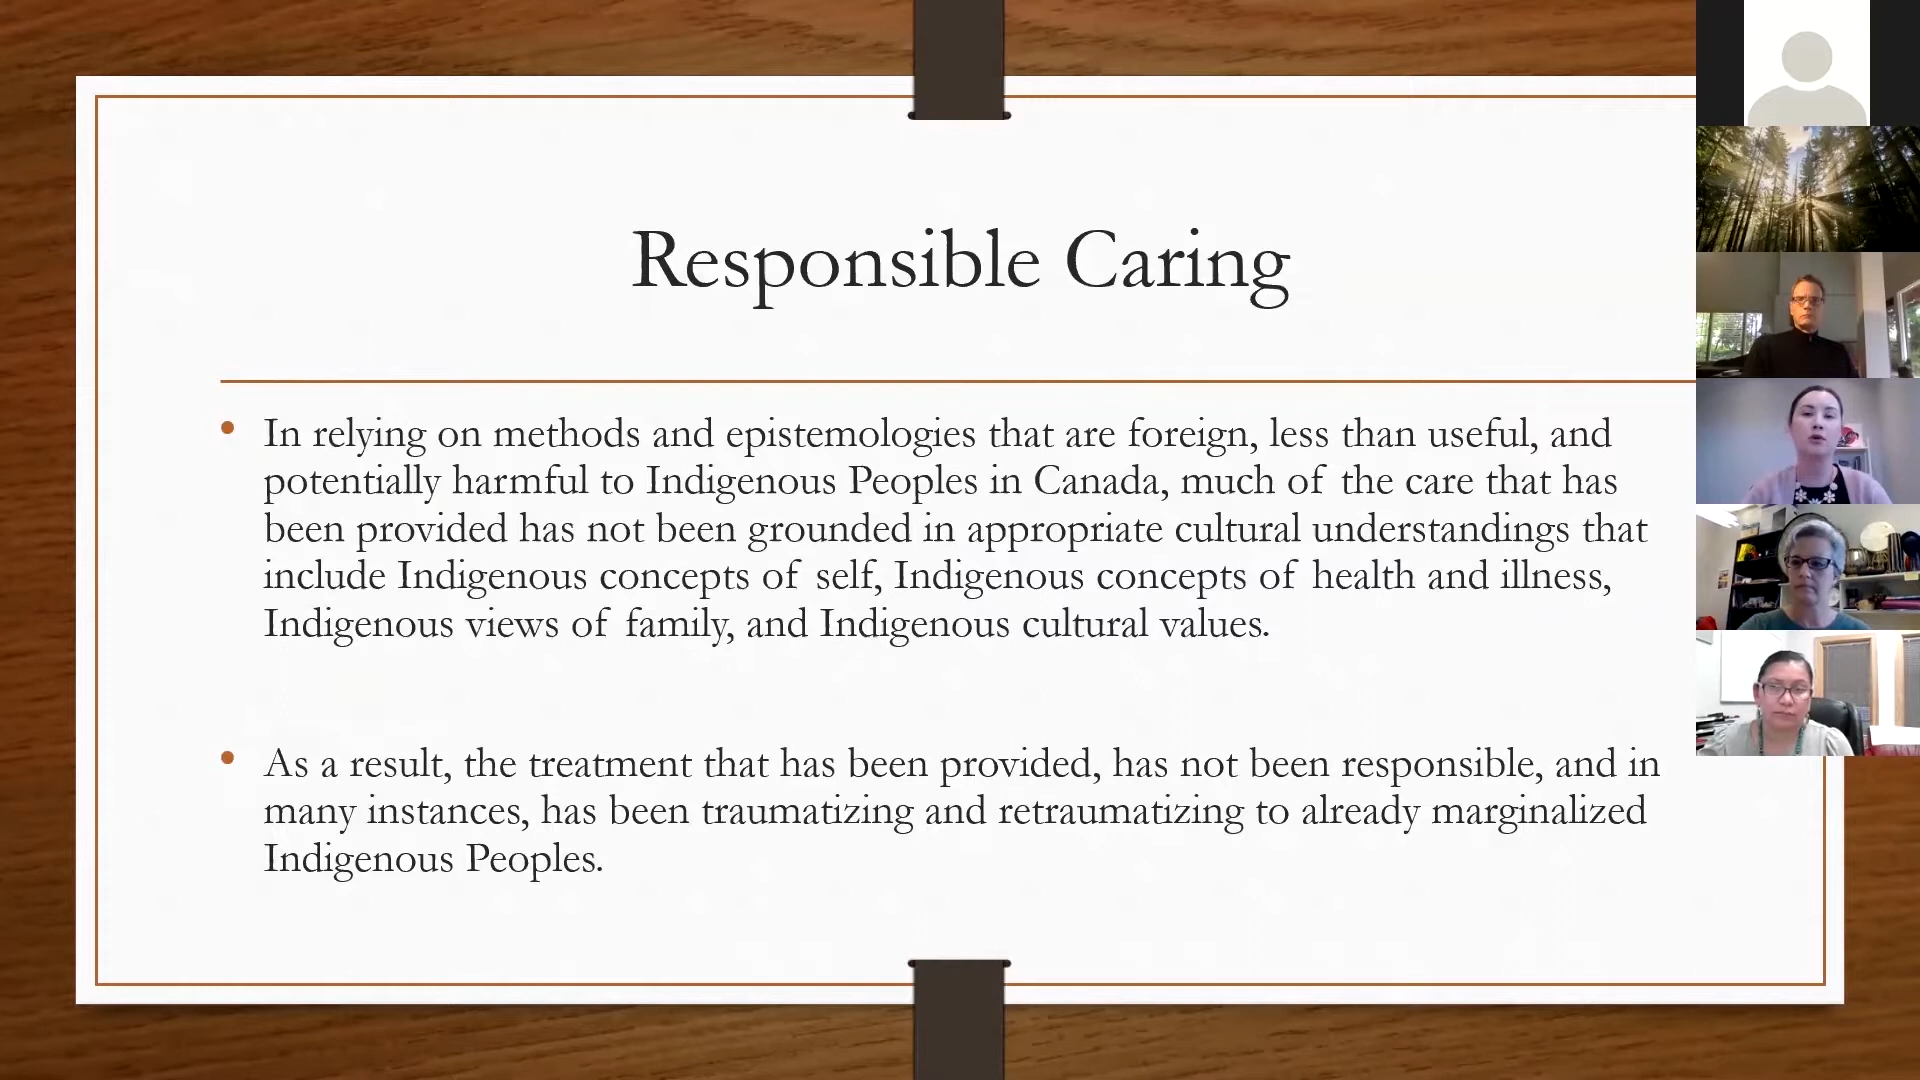 Responsible Caring
• In relying on methods and epistemologies that are foreign, less than useful, and
potentially harmful to Indigenous Peoples in Canada, much of the care that has
been provided has not been grounded in appropriate cultural understandings that
include Indigenous concepts of self, Indigenous concepts of health and illness,
Indigenous views of family, and Indigenous cultural values.
• As a result, the treatment that has been provided, has not been responsible, and in
many instances, has been traumatizing and retraumatizing to already marginalized
Indigenous Peoples.